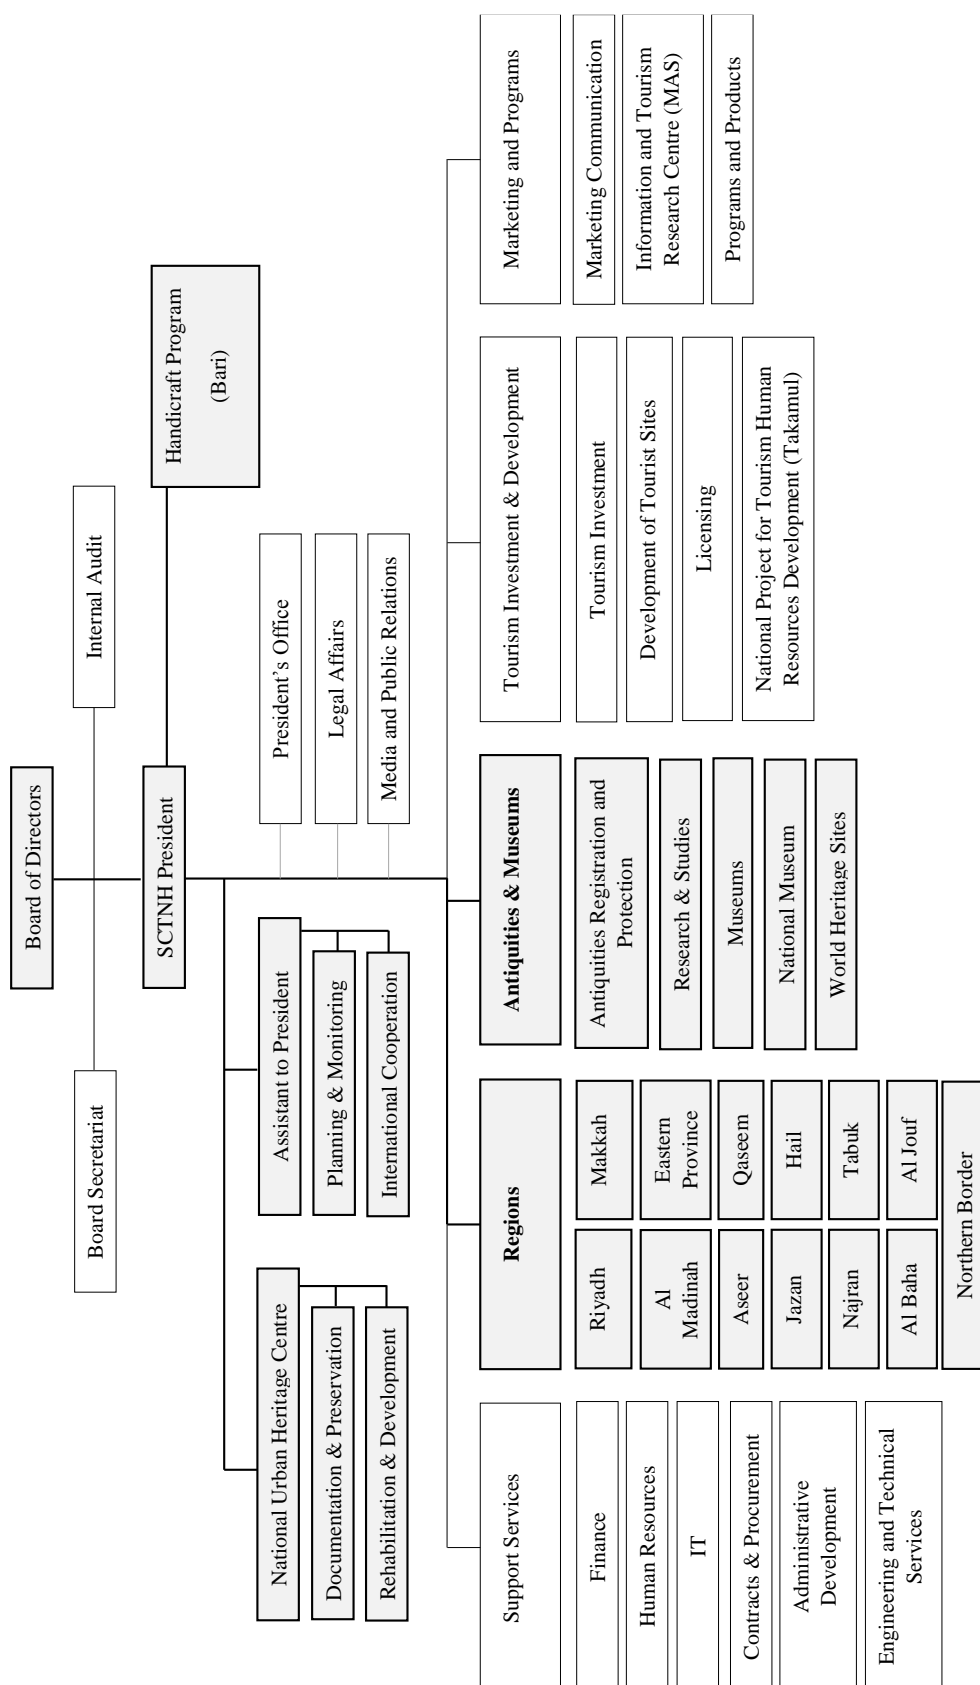 Board of Directors
Board Secretariat
Internal Audit
SCTNH President
Handicraft Program
(Bari)
National Urban Heritage Centre
Documentation & Preservation
Rehabilitation & Development
Assistant to President
Planning & Monitoring
International Cooperation
President’s Office
Legal Affairs
Media and Public Relations
Support Services
Finance
Human Resources
IT
Contracts & Procurement
Administrative
Development
Engineering and Technical
Services
Regions
Riyadh
Makkah
Al
Madinah
Eastern
Province
Aseer
Qaseem
Jazan
Hail
Najran
Tabuk
Al Baha
Al Jouf
Northern Border
Antiquities & Museums
Antiquities Registration and
Protection
Research & Studies
Museums
National Museum
World Heritage Sites
Tourism Investment & Development
Tourism Investment
Development of Tourist Sites
Licensing
National Project for Tourism Human
Resources Development (Takamul)
Marketing and Programs
Marketing Communication
Information and Tourism
Research Centre (MAS)
Programs and Products